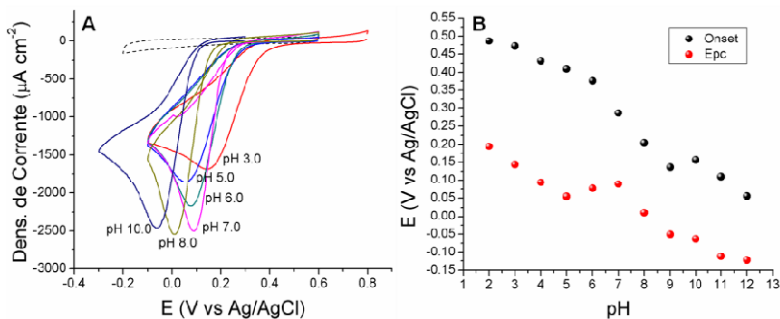 A
Dens. de Corrente (μA cm⁻²)
0
-500
-1000
-1500
-2000
-2500
-3000
pH 3.0
pH 5.0
pH 6.0
pH 7.0
pH 8.0
pH 10.0
-0.4
-0.2
0.0
0.2
0.4
0.6
0.8
E (V vs Ag/AgCl)
B
Onset
Epc
E (V vs Ag/AgCl)
0.55
0.50
0.45
0.40
0.35
0.30
0.25
0.20
0.15
0.10
0.05
0.00
-0.05
-0.10
-0.15
1 2 3 4 5 6 7 8 9 10 11 12 13
pH